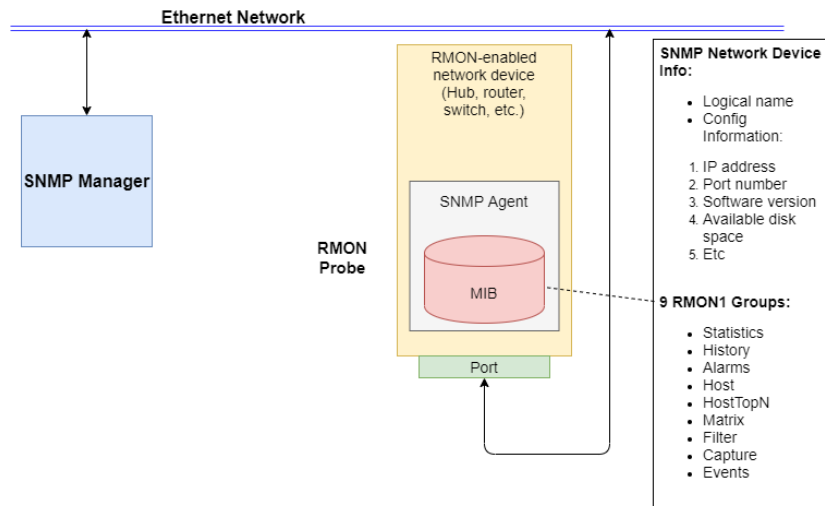 Ethernet Network
SNMP Manager
RMON-enabled
network device
(Hub, router,
switch, etc.)
SNMP Agent
MIB
RMON
Probe
Port
SNMP Network Device
Info:
• Logical name
• Config
Information:
1. IP address
2. Port number
3. Software version
4. Available disk
space
5. Etc
9 RMON1 Groups:
• Statistics
• History
• Alarms
• Host
• HostTopN
• Matrix
• Filter
• Capture
• Events